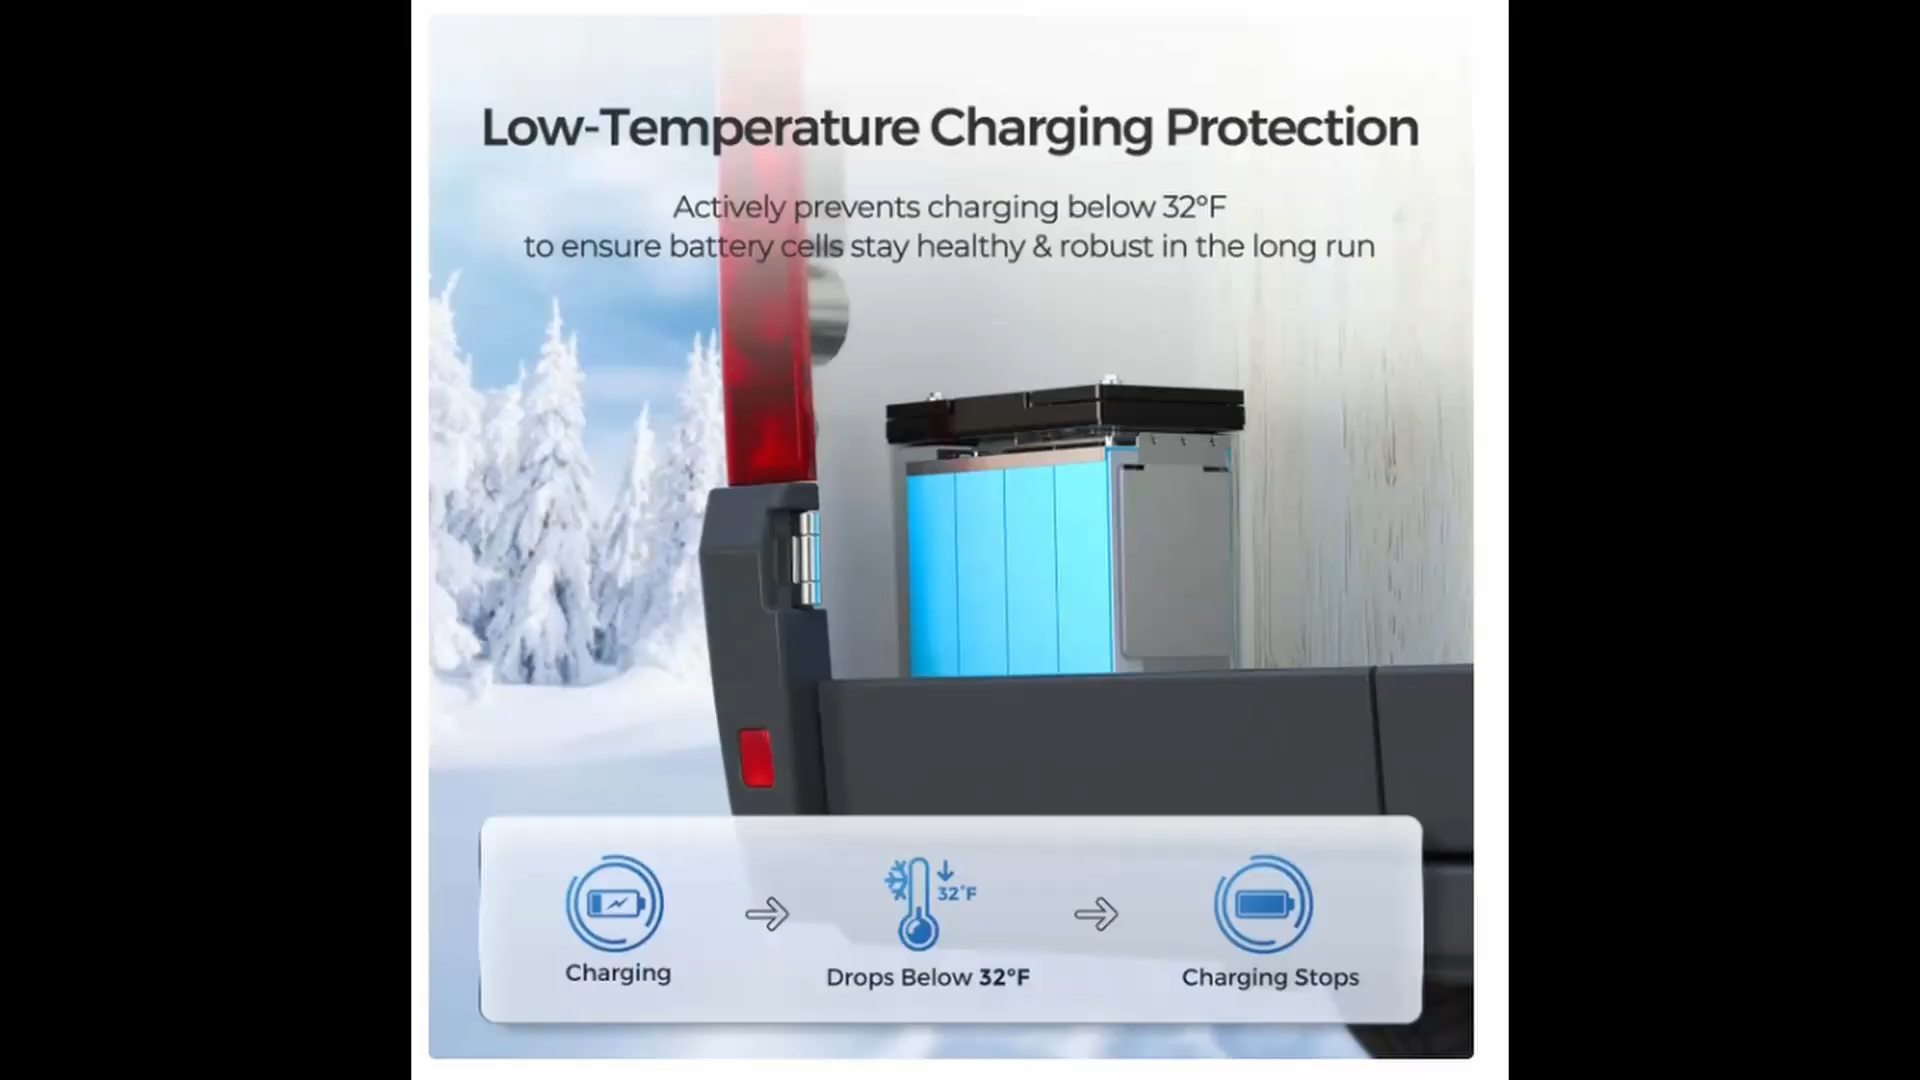 Low-Temperature Charging Protection
Actively prevents charging below 32°F
to ensure battery cells stay healthy & robust in the long run
32°F
Charging
Drops Below 32°F
Charging Stops